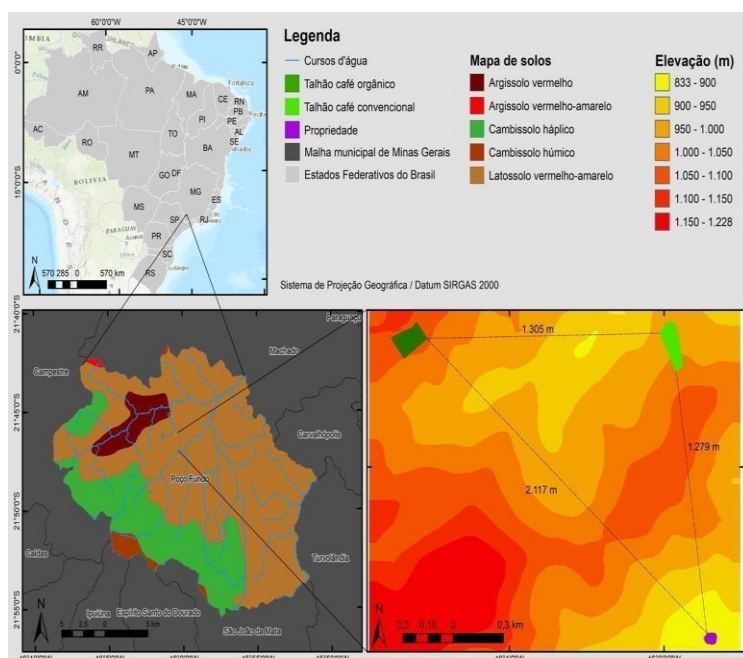 60°0'0"W 45°0'0"W
OLOMBIA
RR
AP
0°0'0"
Fortaleza
AM
PA
MA
CE
RN
PB
Recife
PI
PE
AC
TO
AL
RO
SE
BA
MT
15°0'0"S
BOLIVIA
GO
DF
MG
ES
MS
SP
RJ
PARAGUAY
PR
SC
RS
N
570 285 0 570 km
Legenda
Cursos d'água
Talhão café orgânico
Talhão café convencional
Propriedade
Malha municipal de Minas Gerais
Estados Federativos do Brasil
Mapa de solos
Argissolo vermelho
Argissolo vermelho-amarelo
Cambissolo háplico
Cambissolo húmico
Latossolo vermelho-amarelo
Elevação (m)
833 - 900
900 - 950
950 - 1.000
1.000 - 1.050
1.050 - 1.100
1.100 - 1.150
1.150 - 1.228
Sistema de Projeção Geográfica / Datum SIRGAS 2000
21°40'0"S
Paraguaçu
Machado
Campestre
21°45'0"S
Carvalhópolis
Poço Fundo
21°50'0"S
Caldas
Turvolândia
Ipuiúna
Espírito Santo do Dourado
21°55'0"S
São João da Mata
N
5 2,5 0 5 km
1.305 m
1.279 m
2.117 m
N
0,3 0,15 0 0,3 km